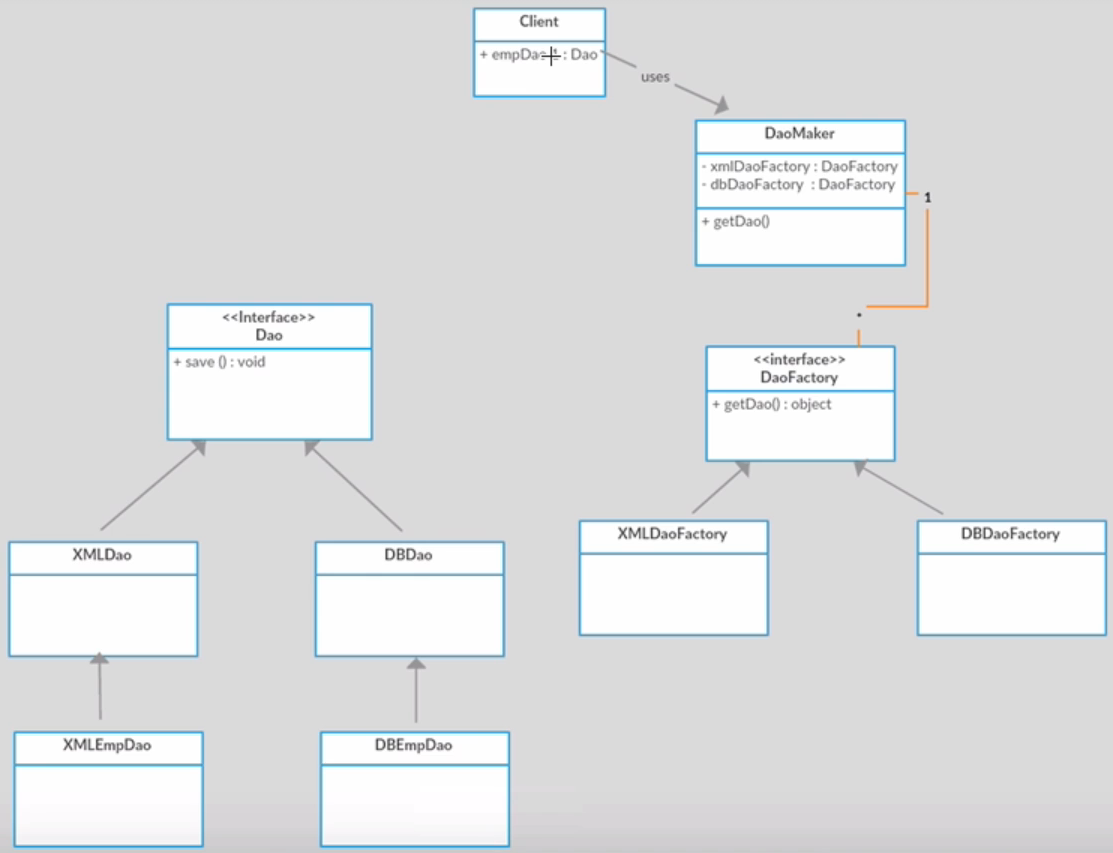 Client
+ empDao : Dao
uses
DaoMaker
- xmlDaoFactory : DaoFactory
- dbDaoFactory : DaoFactory
1
+ getDao()
<<Interface>>
Dao
+ save () : void
<<interface>>
DaoFactory
+ getDao() : object
XMLDao
DBDao
XMLDaoFactory
DBDaoFactory
XMLEmpDao
DBEmpDao